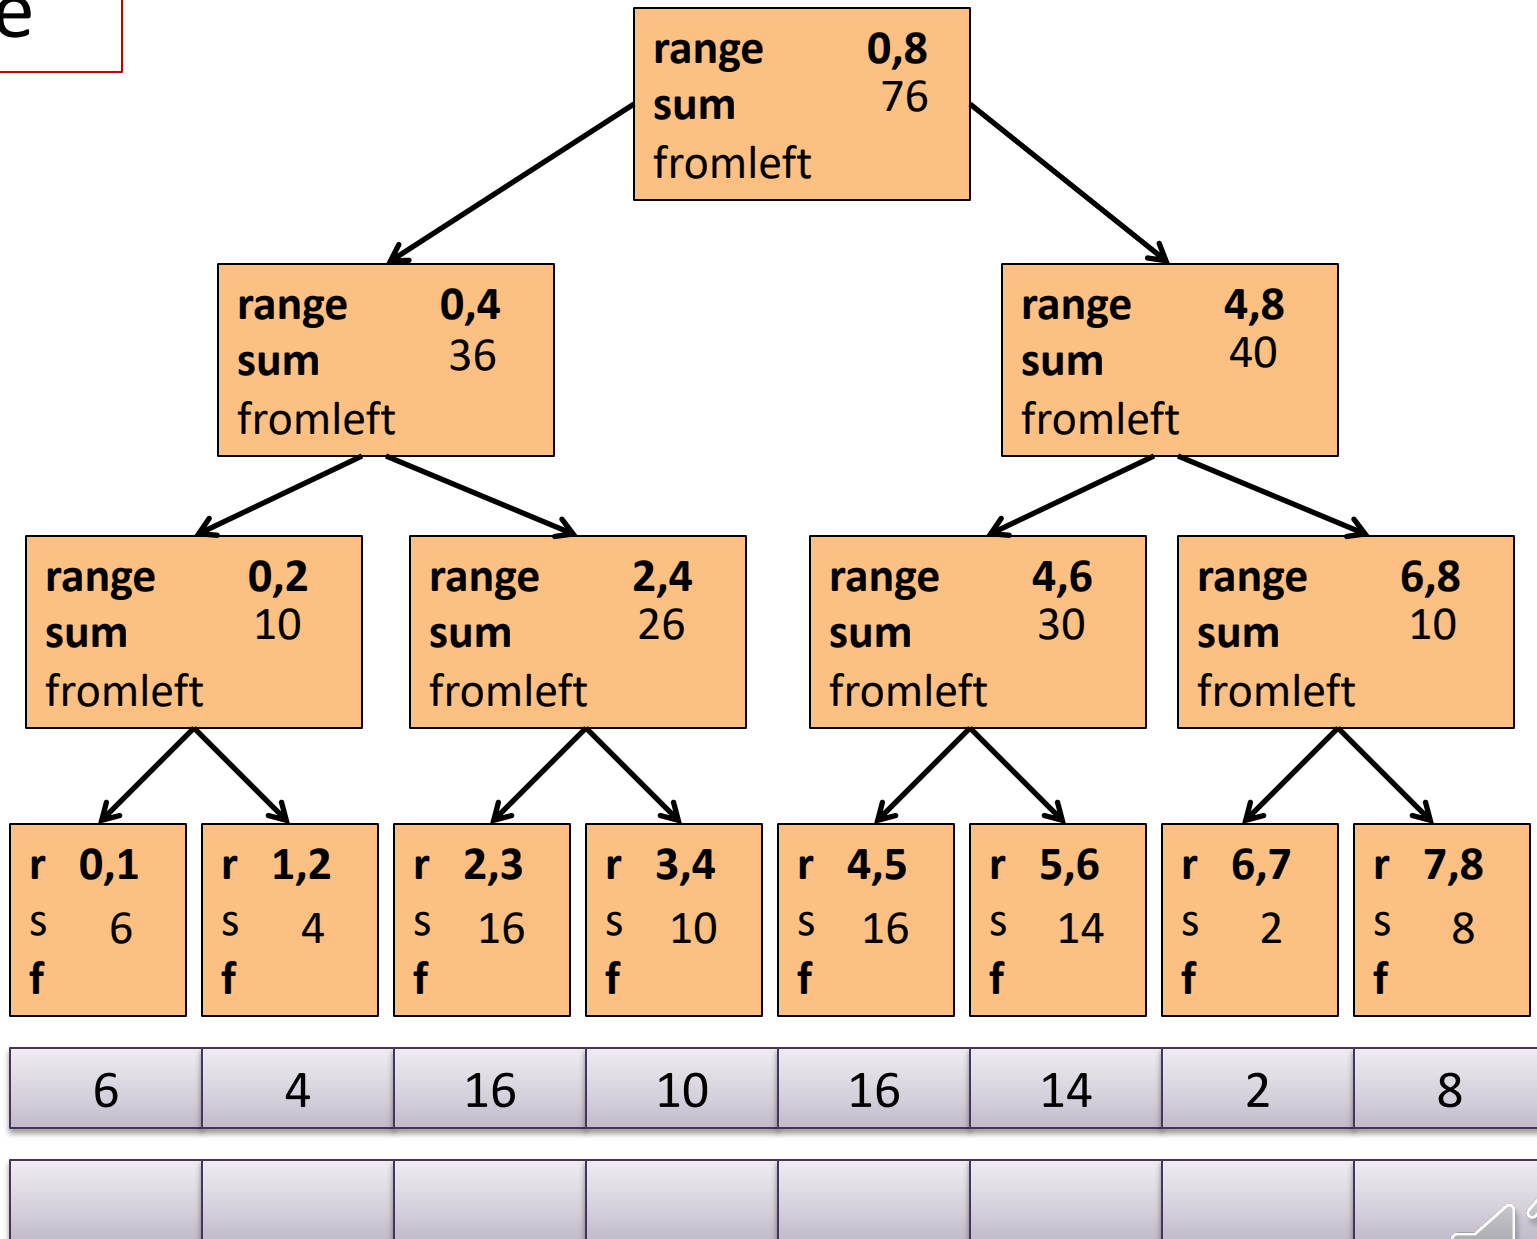 e
range 0,8
sum 76
fromleft
range 0,4
sum 36
fromleft
range 4,8
sum 40
fromleft
range 0,2
sum 10
fromleft
range 2,4
sum 26
fromleft
range 4,6
sum 30
fromleft
range 6,8
sum 10
fromleft
r 0,1
s 6
f
r 1,2
s 4
f
r 2,3
s 16
f
r 3,4
s 10
f
r 4,5
s 16
f
r 5,6
s 14
f
r 6,7
s 2
f
r 7,8
s 8
f
6 4 16 10 16 14 2 8